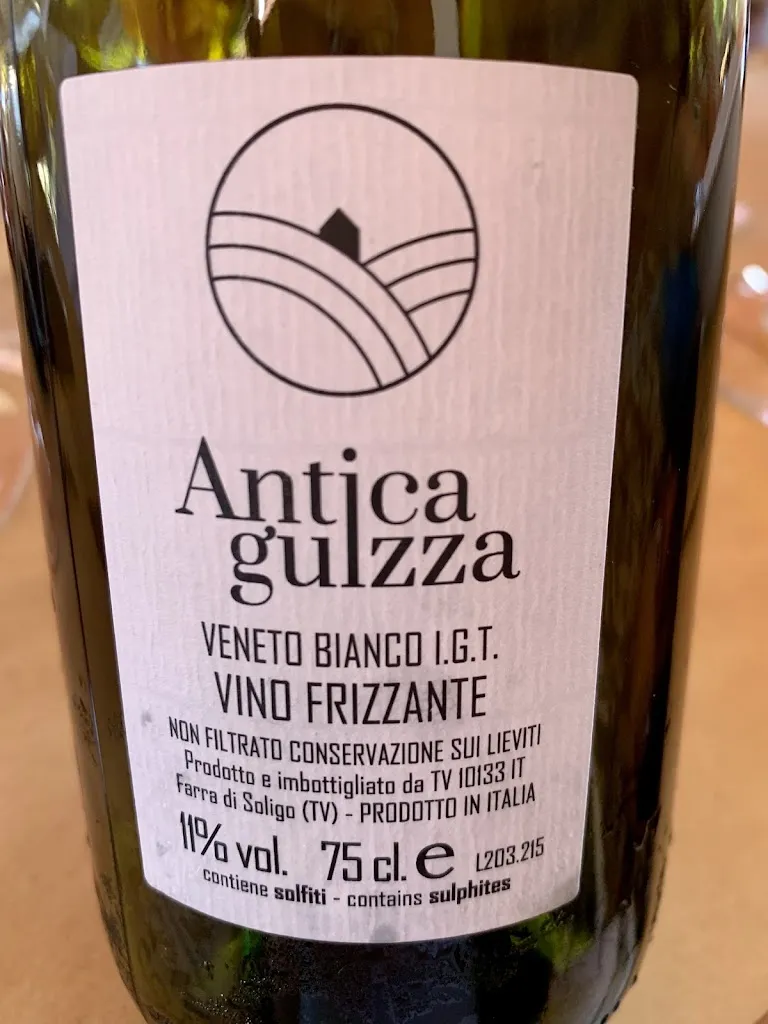 Antica
guizza
VENETO BIANCO I.G.T.
VINO FRIZZANTE
NON FILTRATO CONSERVAZIONE SUI LIEVITI
Prodotto e imbottigliato da TV 10133 IT
Farra di Soligo (TV) - PRODOTTO IN ITALIA
11% vol. 75 cl. e L203.215
contiene solfiti - contains sulphites